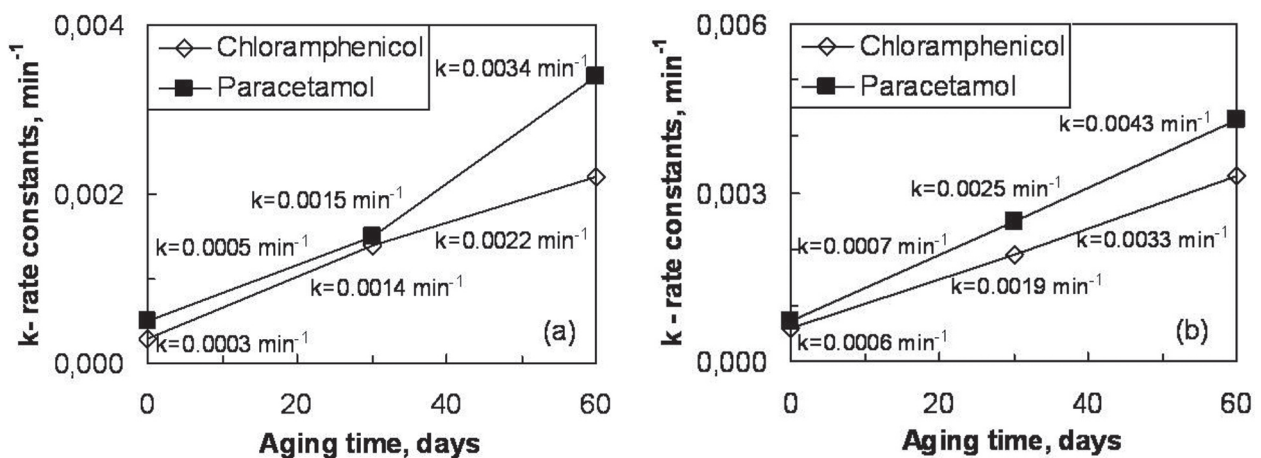 k- rate constants, min⁻¹
0,004
0,002
0,000
Chloramphenicol
Paracetamol
k=0.0034 min⁻¹
k=0.0015 min⁻¹
k=0.0005 min⁻¹
k=0.0022 min⁻¹
k=0.0014 min⁻¹
k=0.0003 min⁻¹
(a)
0 20 40 60
Aging time, days
k - rate constants, min⁻¹
0,006
0,003
0,000
Chloramphenicol
Paracetamol
k=0.0043 min⁻¹
k=0.0025 min⁻¹
k=0.0007 min⁻¹
k=0.0033 min⁻¹
k=0.0019 min⁻¹
k=0.0006 min⁻¹
(b)
0 20 40 60
Aging time, days